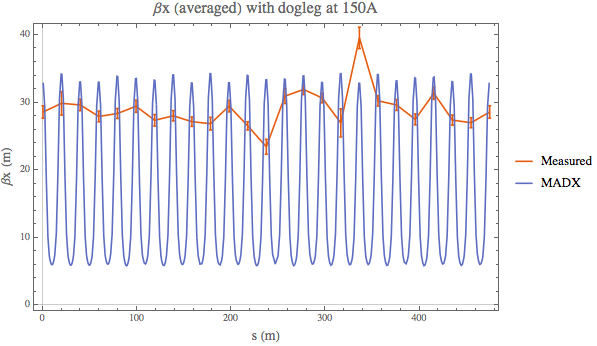 βx (averaged) with dogleg at 150A
40
30
20
10
0
βx (m)
0
100
200
300
400
s (m)
Measured
MADX